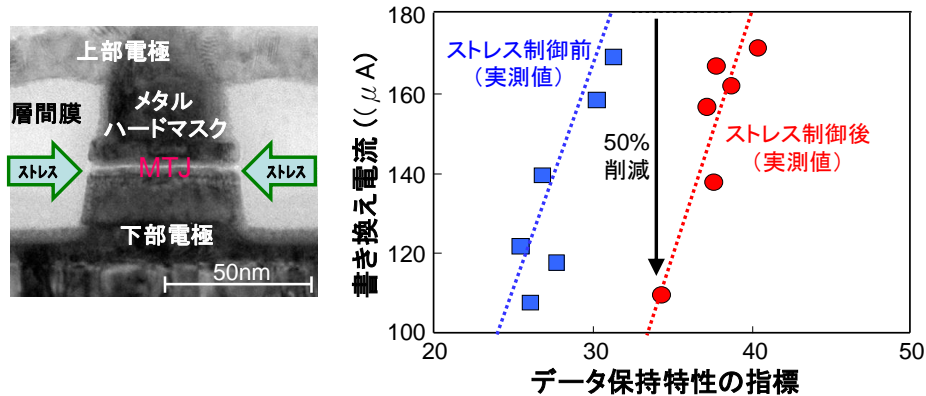 上部電極
層間膜
メタル
ハードマスク
ストレス
MTJ
ストレス
下部電極
50nm
書き換え電流 ((μA)
180
160
140
120
100
ストレス制御前
(実測値)
50%
削減
ストレス制御後
(実測値)
20
30
40
50
データ保持特性の指標